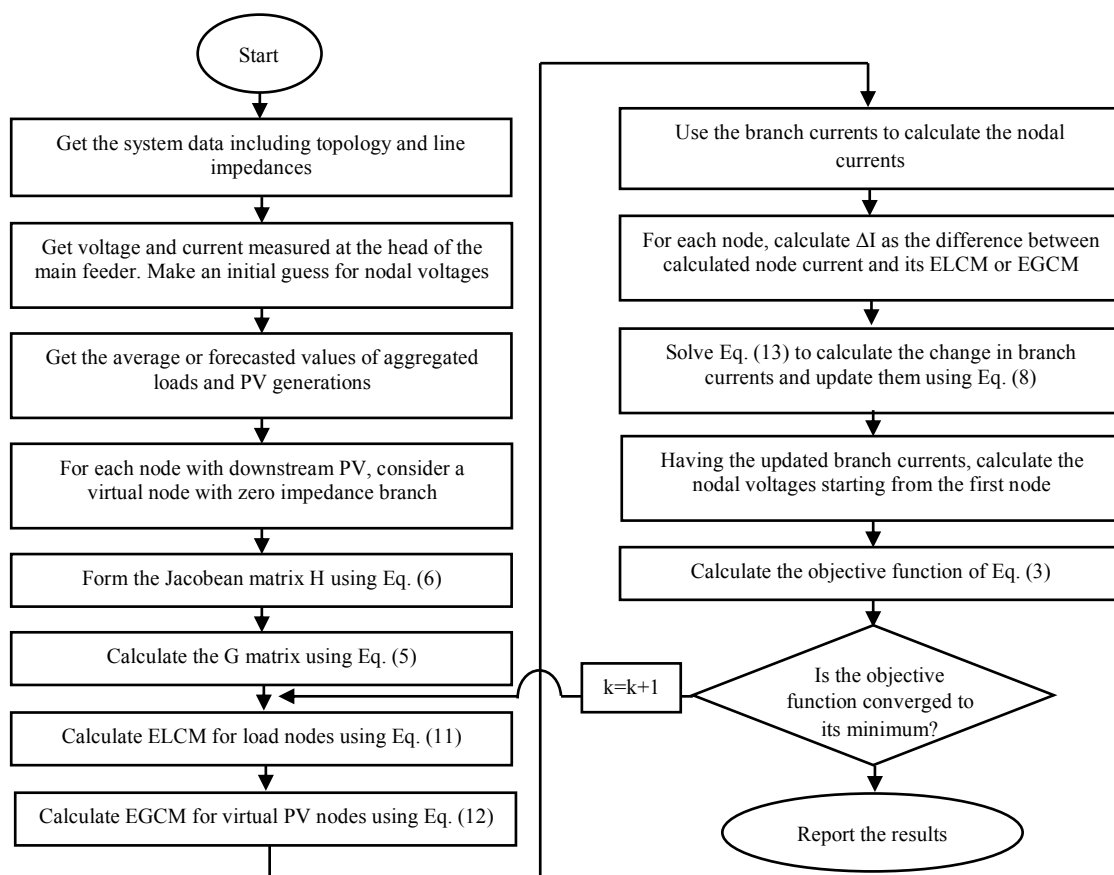 Start
Get the system data including topology and line
impedances
Get voltage and current measured at the head of the
main feeder. Make an initial guess for nodal voltages
Get the average or forecasted values of aggregated
loads and PV generations
For each node with downstream PV, consider a
virtual node with zero impedance branch
Form the Jacobean matrix H using Eq. (6)
Calculate the G matrix using Eq. (5)
Calculate ELCM for load nodes using Eq. (11)
Calculate EGCM for virtual PV nodes using Eq. (12)
Use the branch currents to calculate the nodal
currents
For each node, calculate ΔI as the difference between
calculated node current and its ELCM or EGCM
Solve Eq. (13) to calculate the change in branch
currents and update them using Eq. (8)
Having the updated branch currents, calculate the
nodal voltages starting from the first node
Calculate the objective function of Eq. (3)
Is the objective
function converged to
its minimum?
k=k+1
Report the results